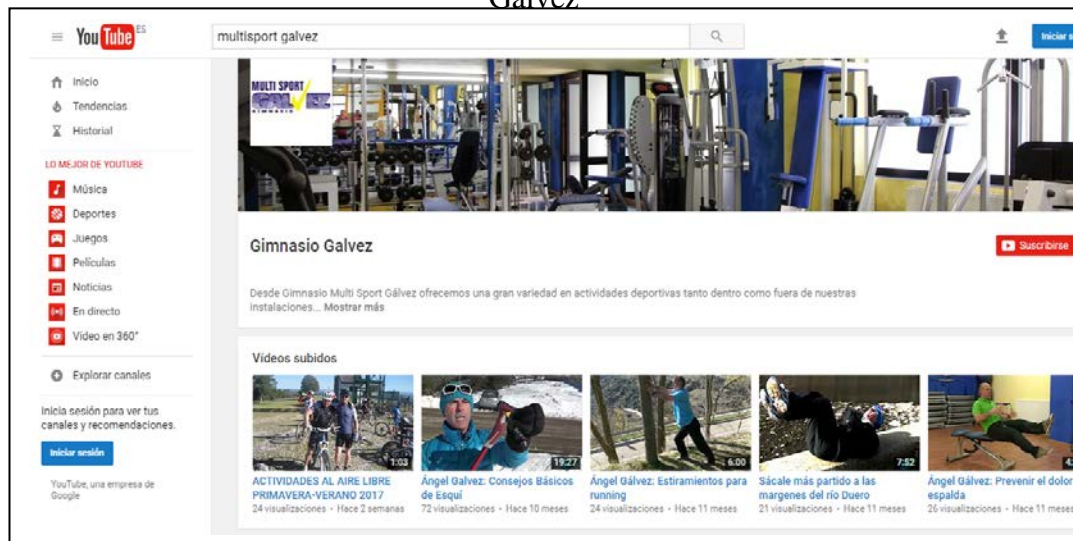 Galvez
YouTube ES
multisport galvez
Iniciar s
Inicio
Tendencias
Historial
LO MEJOR DE YOUTUBE
Música
Deportes
Juegos
Películas
Noticias
En directo
Vídeo en 360°
Explorar canales
Inicia sesión para ver tus
canales y recomendaciones.
Iniciar sesión
YouTube, una empresa de
Google
MULTI SPORT
GALVEZ
GIMNASIO
Gimnasio Galvez
Suscribirse
Desde Gimnasio Multi Sport Gálvez ofrecemos una gran variedad en actividades deportivas tanto dentro como fuera de nuestras
instalaciones... Mostrar más
Vídeos subidos
1:03
ACTIVIDADES AL AIRE LIBRE
PRIMAVERA-VERANO 2017
24 visualizaciones • Hace 2 semanas
19:27
Ángel Gálvez: Consejos Básicos
de Esquí
72 visualizaciones • Hace 10 meses
6:00
Ángel Gálvez: Estiramientos para
running
24 visualizaciones • Hace 11 meses
7:52
Sácale más partido a las
margenes del río Duero
21 visualizaciones • Hace 11 meses
4:
Ángel Gálvez: Prevenir el dolor
espalda
26 visualizaciones • Hace 11 meses